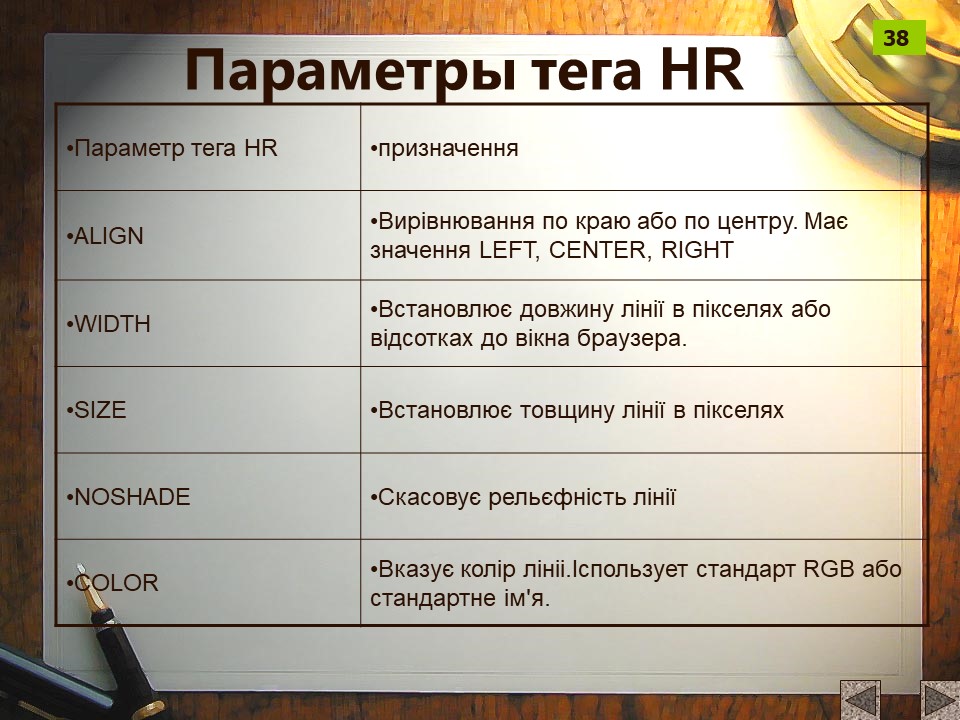 38
Параметры тега HR
•Параметр тега HR
•призначення
•ALIGN
•Вирівнювання по краю або по центру. Має
значення LEFT, CENTER, RIGHT
•WIDTH
•Встановлює довжину лінії в пікселях або
відсотках до вікна браузера.
•SIZE
•Встановлює товщину лінії в пікселях
•NOSHADE
•Скасовує рельєфність лінії
•COLOR
•Вказує колір лініі.Іспользует стандарт RGB або
стандартне ім'я.